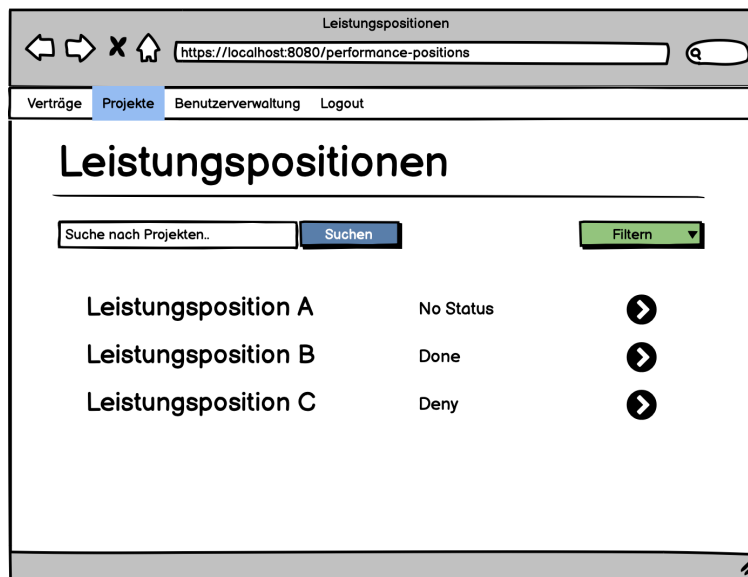 Leistungspositionen
https://localhost:8080/performance-positions
Verträge Projekte Benutzerverwaltung Logout
Leistungspositionen
Suche nach Projekten.. Suchen Filtern
Leistungsposition A No Status
Leistungsposition B Done
Leistungsposition C Deny